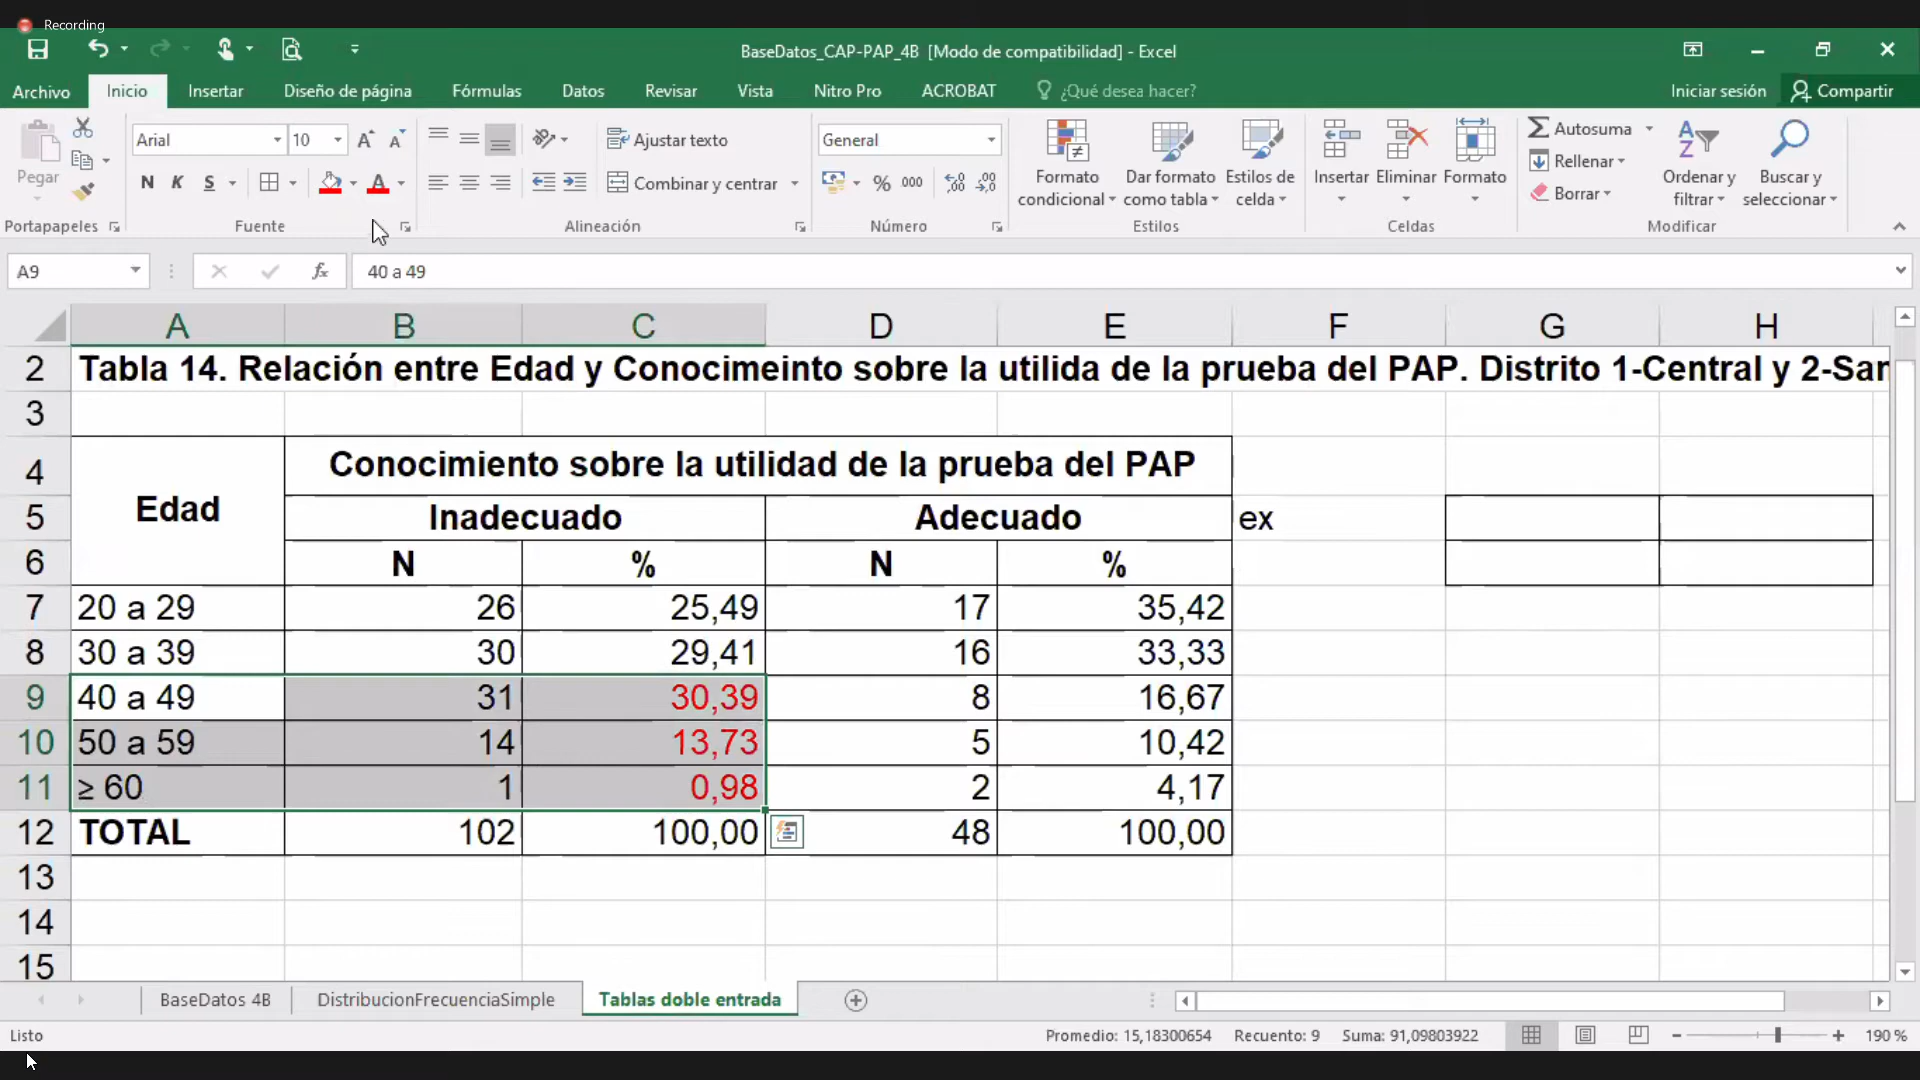 Recording
BaseDatos_CAP-PAP_4B [Modo de compatibilidad] - Excel
Archivo Inicio Insertar Diseño de página Fórmulas Datos Revisar Vista Nitro Pro ACROBAT ¿Qué desea hacer? Iniciar sesión Compartir
Pegar
Portapapeles
Arial 10
N K S
Fuente
Ajustar texto
Combinar y centrar
Alineación
General
% 000
Número
Formato condicional
Dar formato como tabla
Estilos de celda
Estilos
Insertar Eliminar Formato
Celdas
Autosuma
Rellenar
Borrar
Ordenar y filtrar
Buscar y seleccionar
Modificar
A9 fx 40 a 49
A B C D E F G H
2 Tabla 14. Relación entre Edad y Conocimeinto sobre la utilida de la prueba del PAP. Distrito 1-Central y 2-San
3
4 Edad Conocimiento sobre la utilidad de la prueba del PAP
5 Inadecuado Adecuado ex
6 N % N %
7 20 a 29 26 25,49 17 35,42
8 30 a 39 30 29,41 16 33,33
9 40 a 49 31 30,39 8 16,67
10 50 a 59 14 13,73 5 10,42
11 ≥ 60 1 0,98 2 4,17
12 TOTAL 102 100,00 48 100,00
13
14
15
BaseDatos 4B DistribucionFrecuenciaSimple Tablas doble entrada
Listo Promedio: 15,18300654 Recuento: 9 Suma: 91,09803922 190 %